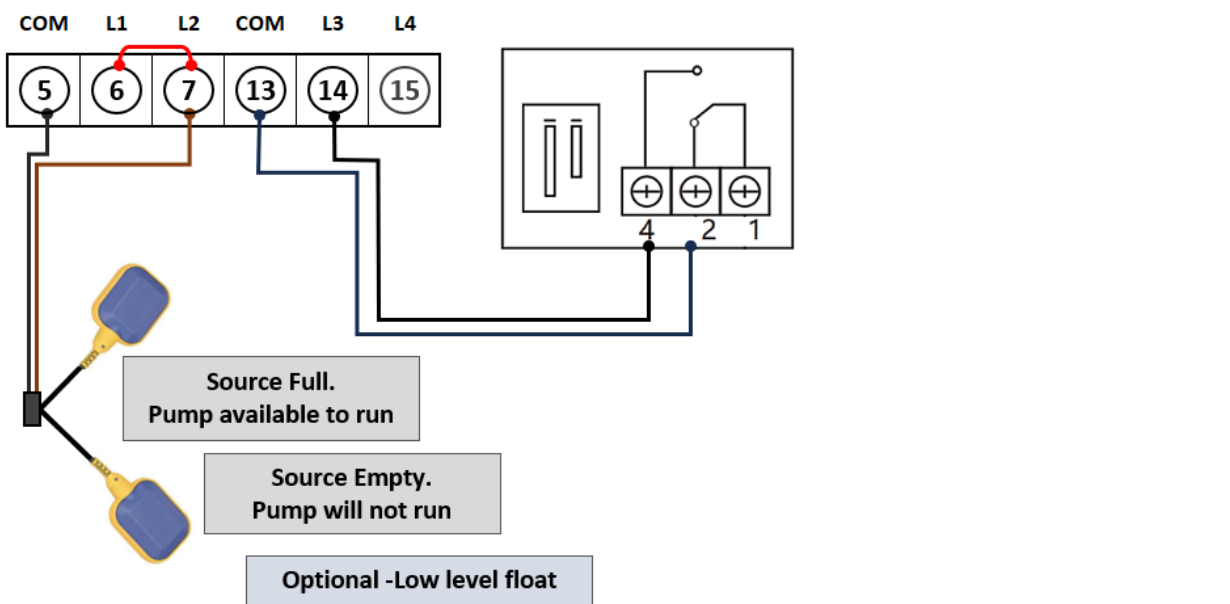 COM L1 L2 COM L3 L4
5 6 7 13 14 15
4 2 1
Source Full.
Pump available to run
Source Empty.
Pump will not run
Optional -Low level float